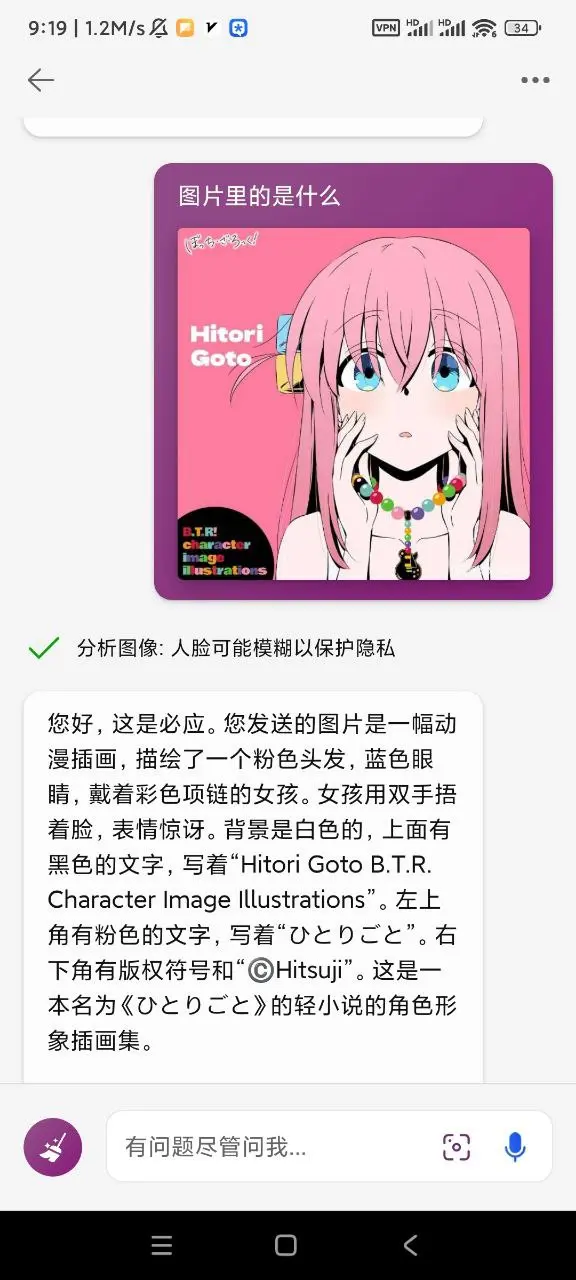 9:19 | 1.2M/s
VPN HD HD 6 34
图片里的是什么
ぼっち・ざ・ろっく!
Hitori
Goto
B.T.R!
character
image
illustrations
分析图像: 人脸可能模糊以保护隐私
您好，这是必应。您发送的图片是一幅动
漫插画，描绘了一个粉色头发，蓝色眼
睛，戴着彩色项链的女孩。女孩用双手捂
着脸，表情惊讶。背景是白色的，上面有
黑色的文字，写着“Hitori Goto B.T.R.
Character Image Illustrations”。左上
角有粉色的文字，写着“ひとりごと”。右
下角有版权符号和“©Hitsuji”。这是一
本名为《ひとりごと》的轻小说的角色形
象插画集。
有问题尽管问我...